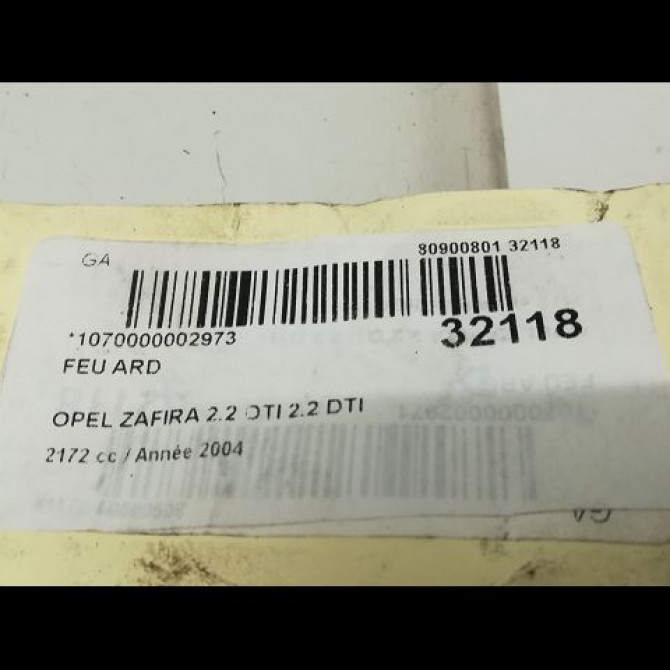 GA
80900801 32118
*1070000002973
32118
FEU ARD
OPEL ZAFIRA 2.2 DTI 2.2 DTI
2172 cc / Année 2004
GA